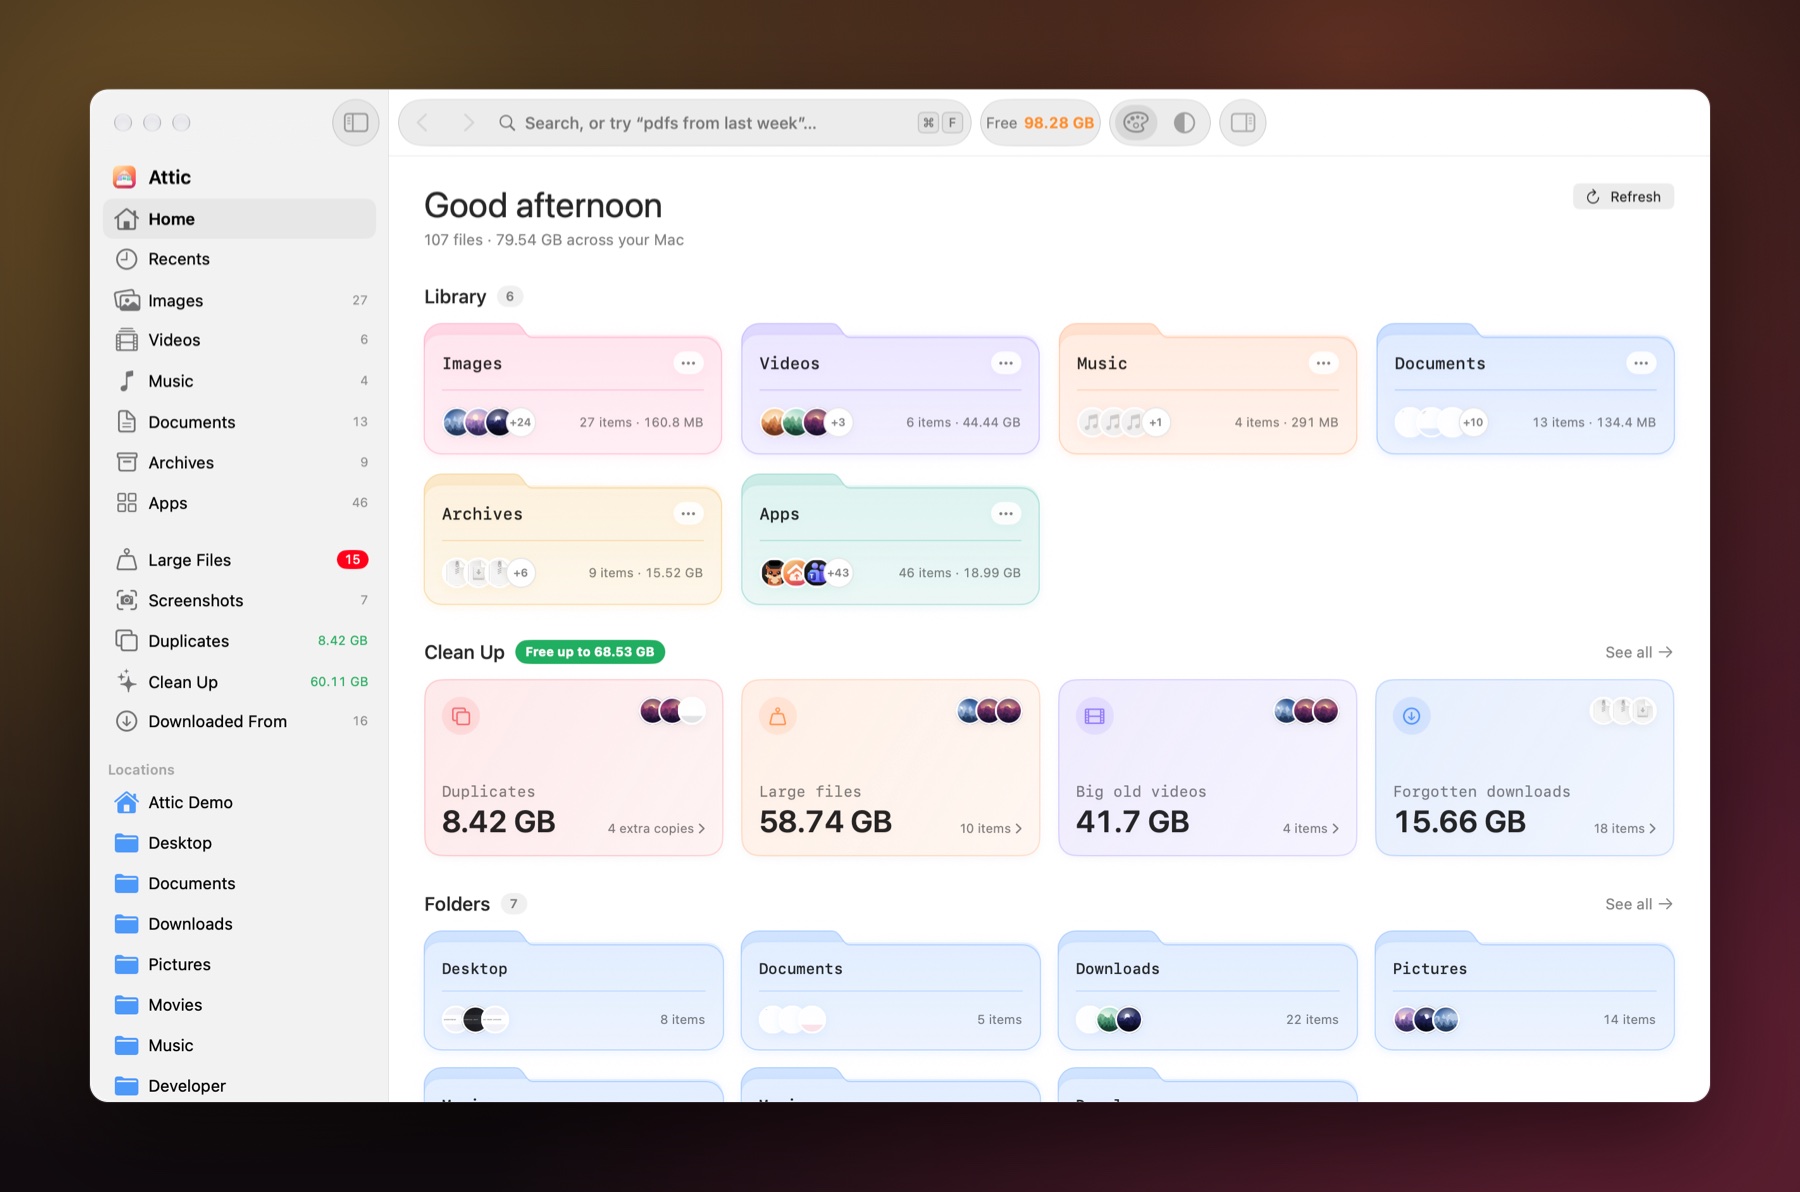 Search, or try “pdfs from last week”...
⌘ F
Free 98.28 GB
Attic
Home
Recents
Images 27
Videos 6
Music 4
Documents 13
Archives 9
Apps 46
Large Files 15
Screenshots 7
Duplicates 8.42 GB
Clean Up 60.11 GB
Downloaded From 16
Locations
Attic Demo
Desktop
Documents
Downloads
Pictures
Movies
Music
Developer
Good afternoon
Refresh
107 files · 79.54 GB across your Mac
Library 6
Images
+24 27 items · 160.8 MB
Videos
+3 6 items · 44.44 GB
Music
+1 4 items · 291 MB
Documents
+10 13 items · 134.4 MB
Archives
+6 9 items · 15.52 GB
Apps
+43 46 items · 18.99 GB
Clean Up Free up to 68.53 GB
See all →
Duplicates
8.42 GB 4 extra copies >
Large files
58.74 GB 10 items >
Big old videos
41.7 GB 4 items >
Forgotten downloads
15.66 GB 18 items >
Folders 7
See all →
Desktop
8 items
Documents
5 items
Downloads
22 items
Pictures
14 items